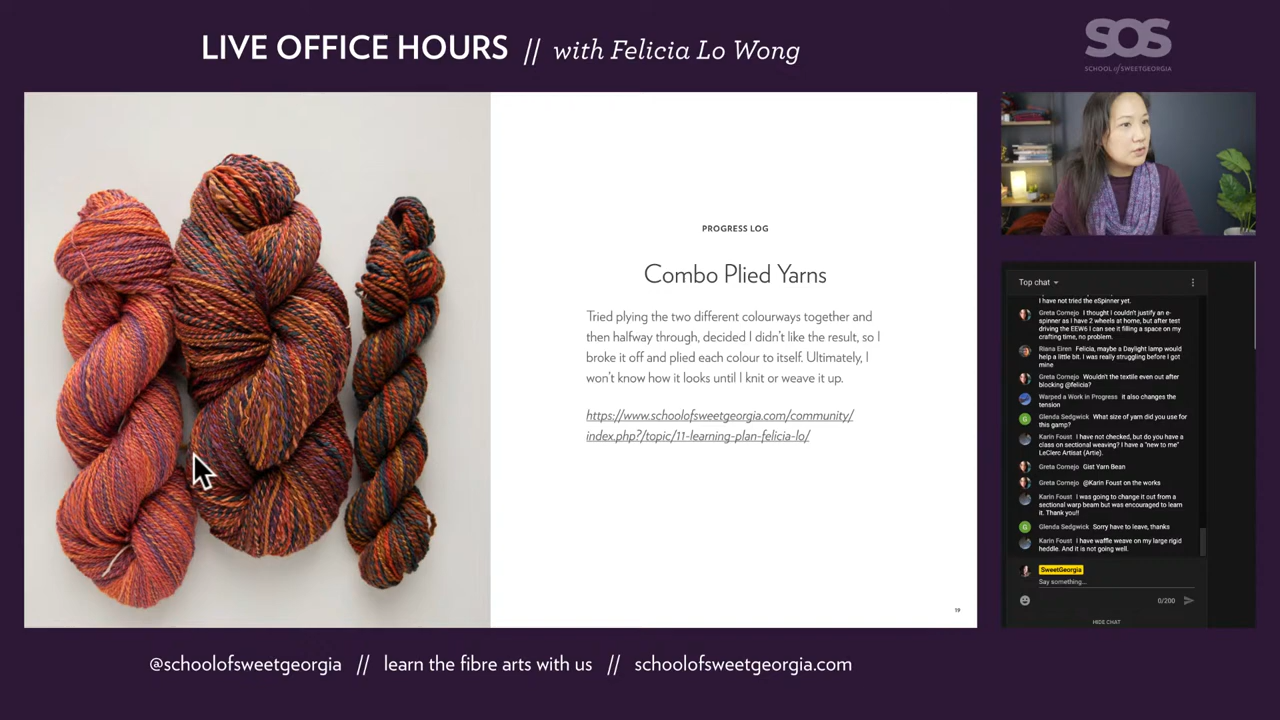 LIVE OFFICE HOURS // with Felicia Lo Wong
SOS
SCHOOL of SWEETGEORGIA
PROGRESS LOG
Combo Plied Yarns
Tried plying the two different colourways together and
then halfway through, decided I didn't like the result, so I
broke it off and plied each colour to itself. Ultimately, I
won't know how it looks until I knit or weave it up.
https://www.schoolofsweetgeorgia.com/community/
index.php?/topic/11-learning-plan-felicia-lo/
19
Top chat
I have not tried the eSpinner yet.
Greta Cornejo I thought I couldn't justify an e-
spinner as I have 2 wheels at home, but after test
driving the EEW6 I can see it filling a space on my
crafting time, no problem.
Riana Eiren Felicia, maybe a Daylight lamp would
help a little bit. I was really struggling before I got
mine
Greta Cornejo Wouldn't the textile even out after
blocking @felicia?
Warped a Work in Progress it also changes the
tension
G
Glenda Sedgwick What size of yarn did you use for
this gamp?
Karin Foust I have not checked, but do you have a
class on sectional weaving? I have a "new to me"
LeClerc Artisat (Artie).
Greta Cornejo Gist Yarn Bean
Greta Cornejo @Karin Foust on the works
Karin Foust I was going to change it out from a
sectional warp beam but was encouraged to learn
it. Thank you!!
G
Glenda Sedgwick Sorry have to leave, thanks
Karin Foust I have waffle weave on my large rigid
heddle. And it is not going well.
SweetGeorgia
Say something...
0/200
HIDE CHAT
@schoolofsweetgeorgia // learn the fibre arts with us // schoolofsweetgeorgia.com